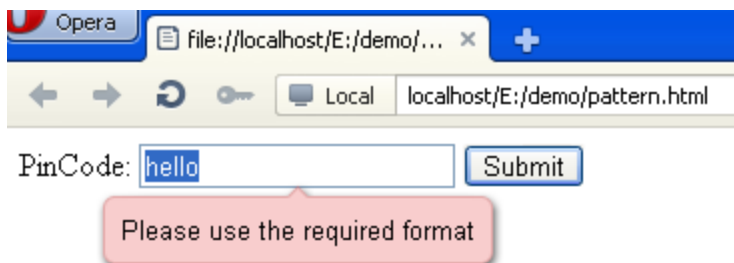 Opera
file://localhost/E:/demo/...
Local localhost/E:/demo/pattern.html
PinCode: hello Submit
Please use the required format